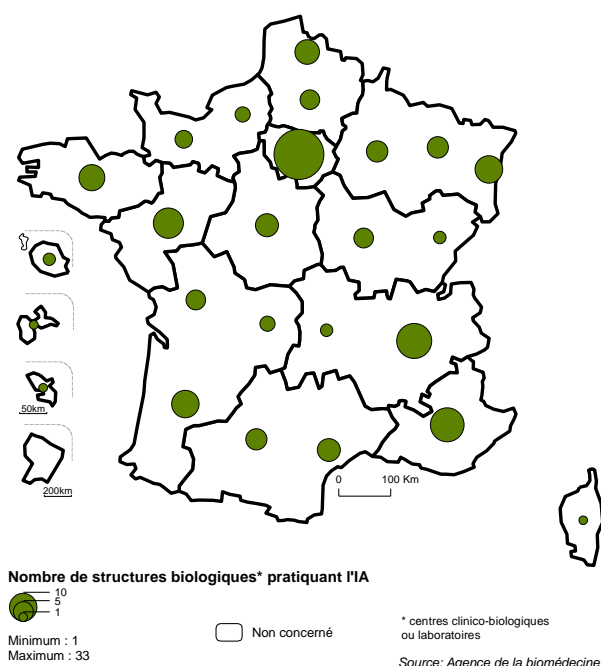 50km
200km
0 100 Km
Nombre de structures biologiques* pratiquant l'IA
10
5
1
Minimum : 1
Maximum : 33
Non concerné
* centres clinico-biologiques
ou laboratoires
Source: Agence de la biomédecine